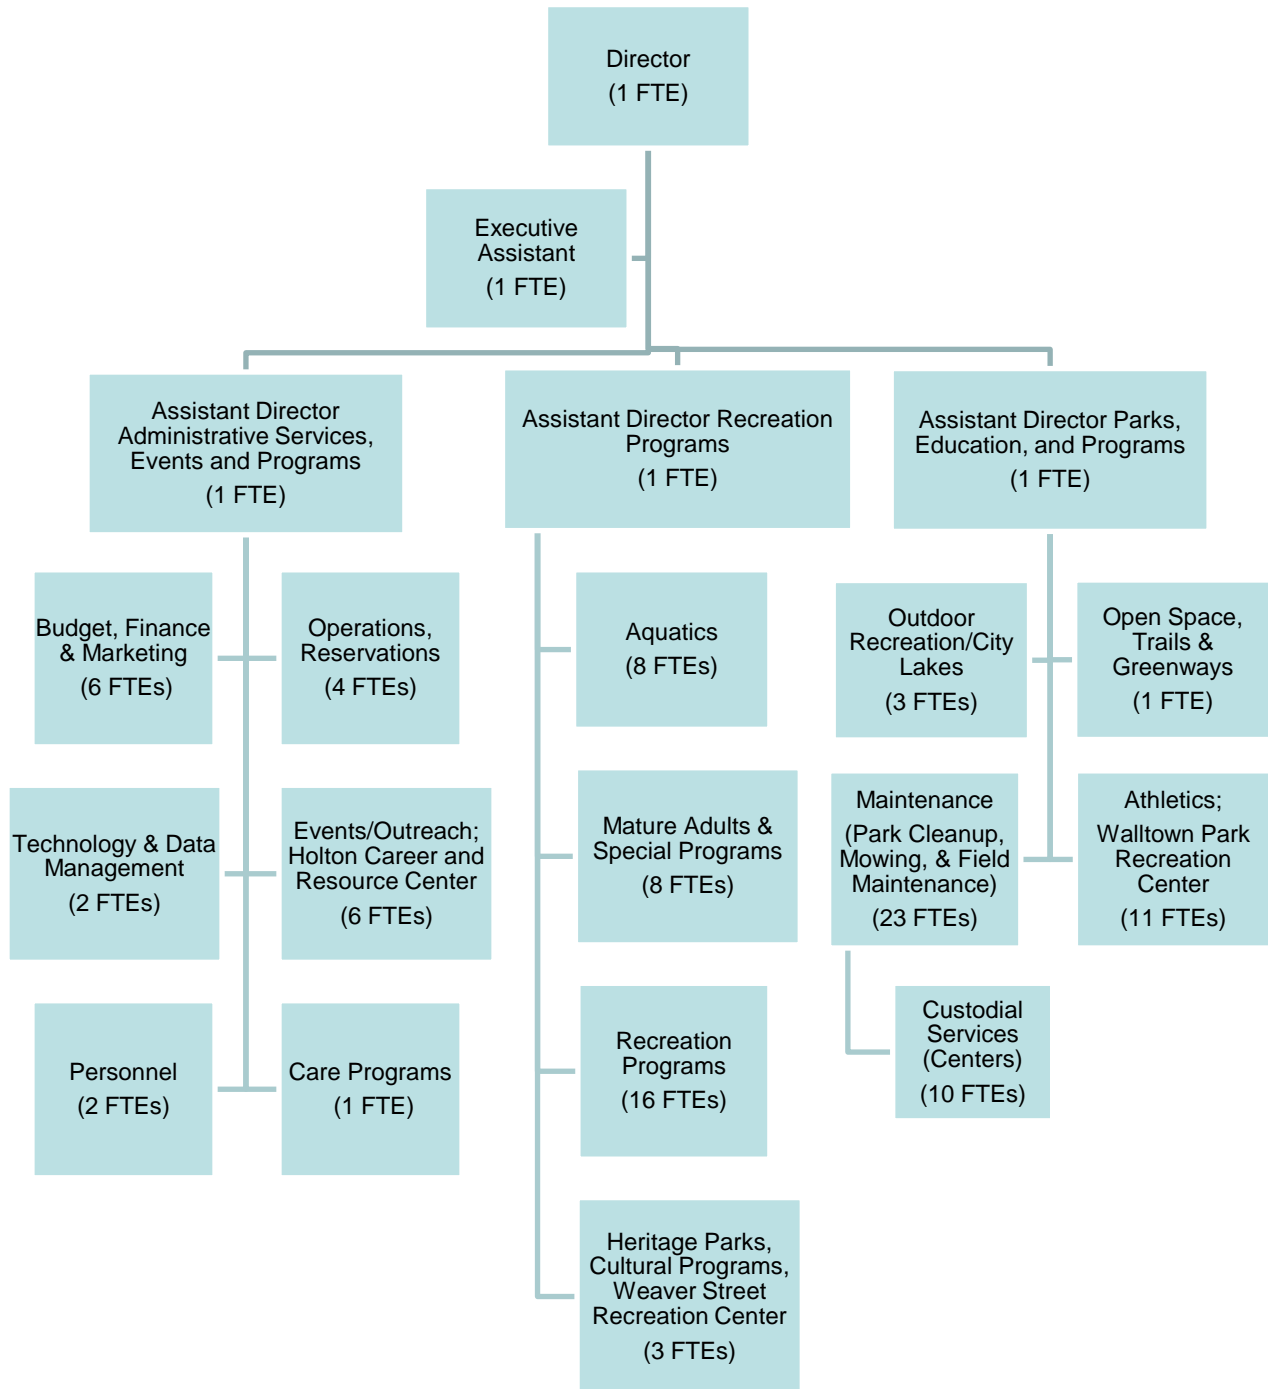 Director
(1 FTE)
Executive
Assistant
(1 FTE)
Assistant Director
Administrative Services,
Events and Programs
(1 FTE)
Assistant Director Recreation
Programs
(1 FTE)
Assistant Director Parks,
Education, and Programs
(1 FTE)
Budget, Finance
& Marketing
(6 FTEs)
Operations,
Reservations
(4 FTEs)
Technology & Data
Management
(2 FTEs)
Events/Outreach;
Holton Career and
Resource Center
(6 FTEs)
Personnel
(2 FTEs)
Care Programs
(1 FTE)
Aquatics
(8 FTEs)
Mature Adults &
Special Programs
(8 FTEs)
Recreation
Programs
(16 FTEs)
Heritage Parks,
Cultural Programs,
Weaver Street
Recreation Center
(3 FTEs)
Outdoor
Recreation/City
Lakes
(3 FTEs)
Open Space,
Trails &
Greenways
(1 FTE)
Maintenance
(Park Cleanup,
Mowing, & Field
Maintenance)
(23 FTEs)
Athletics;
Walltown Park
Recreation
Center
(11 FTEs)
Custodial
Services
(Centers)
(10 FTEs)